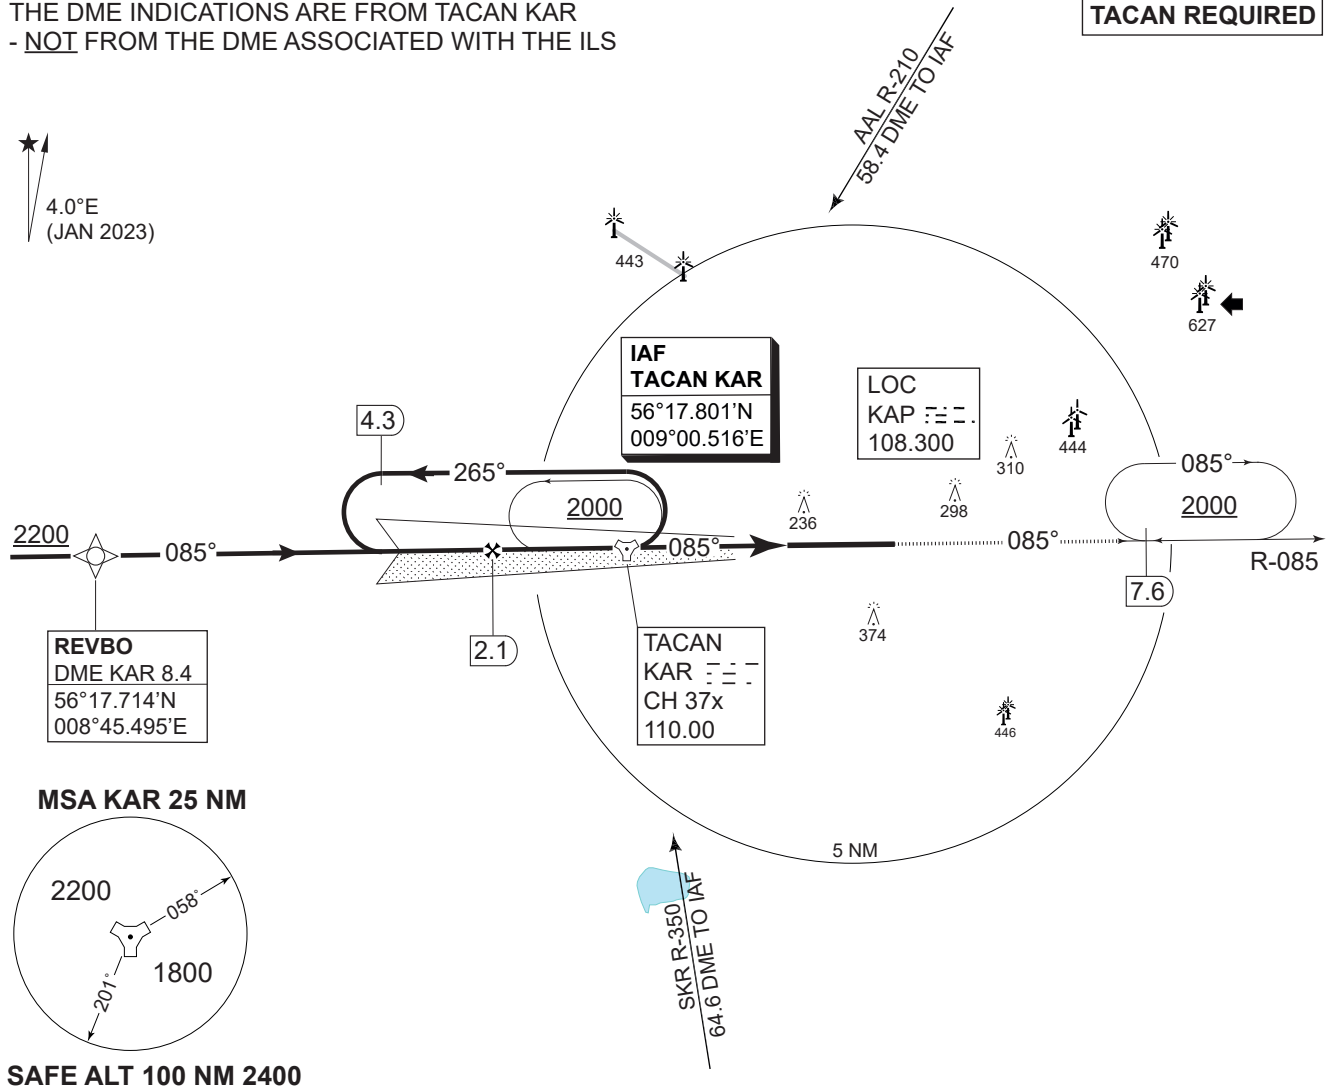 THE DME INDICATIONS ARE FROM TACAN KAR
- NOT FROM THE DME ASSOCIATED WITH THE ILS
TACAN REQUIRED
AAL R-210
58.4 DME TO IAF
4.0°E
(JAN 2023)
443
470
627
IAF
TACAN KAR
56°17.801'N
009°00.516'E
LOC
KAP
108.300
4.3
444
310
265°
085°
2000
236
298
2000
2200
085°
085°
085°
R-085
7.6
2.1
374
REVBO
DME KAR 8.4
56°17.714'N
008°45.495'E
TACAN
KAR
CH 37x
110.00
446
MSA KAR 25 NM
5 NM
2200
058°
1800
201°
SKR R-350
64.6 DME TO IAF
SAFE ALT 100 NM 2400